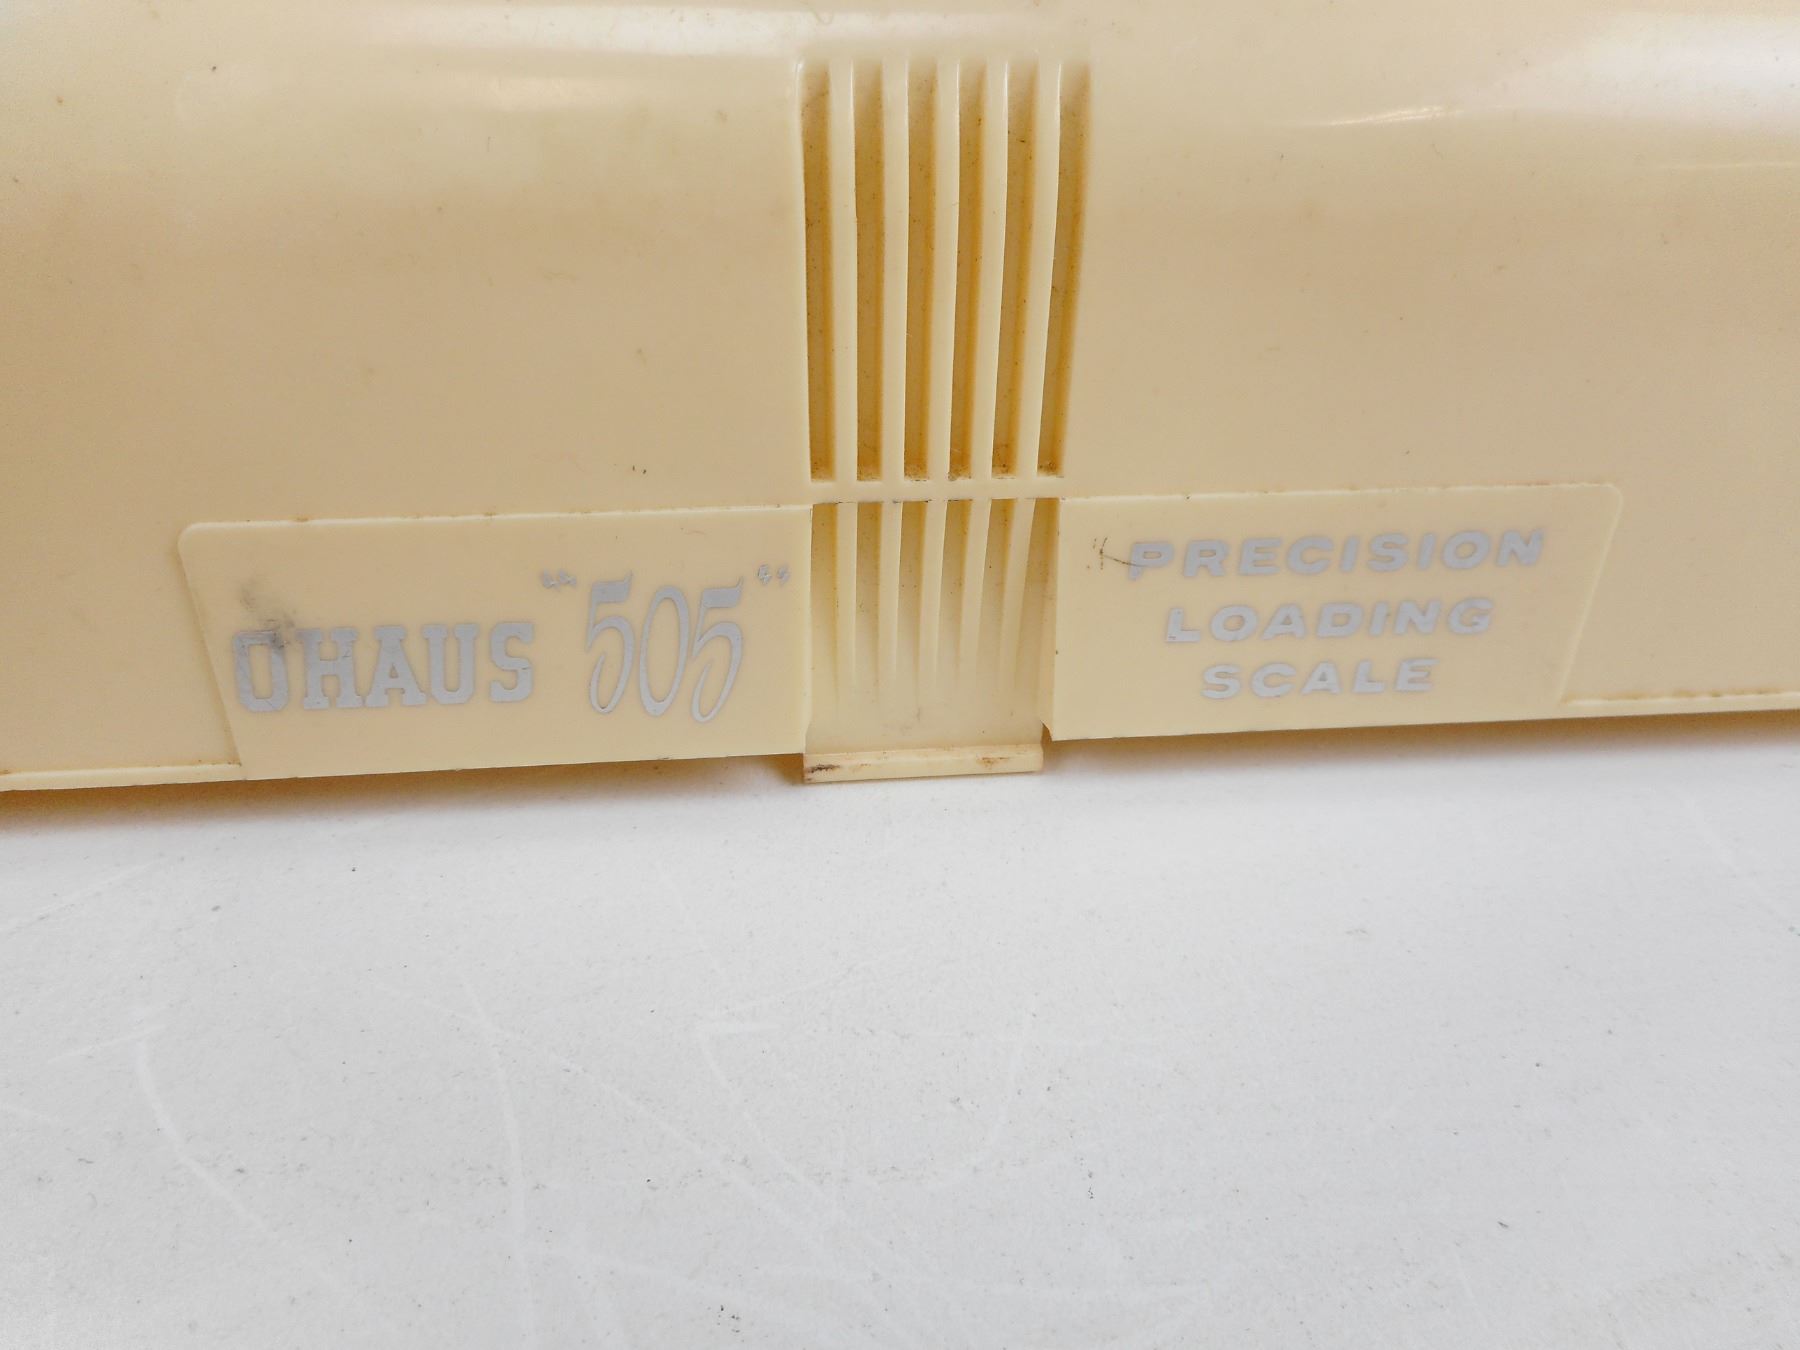 OHAUS "505"
PRECISION
LOADING
SCALE